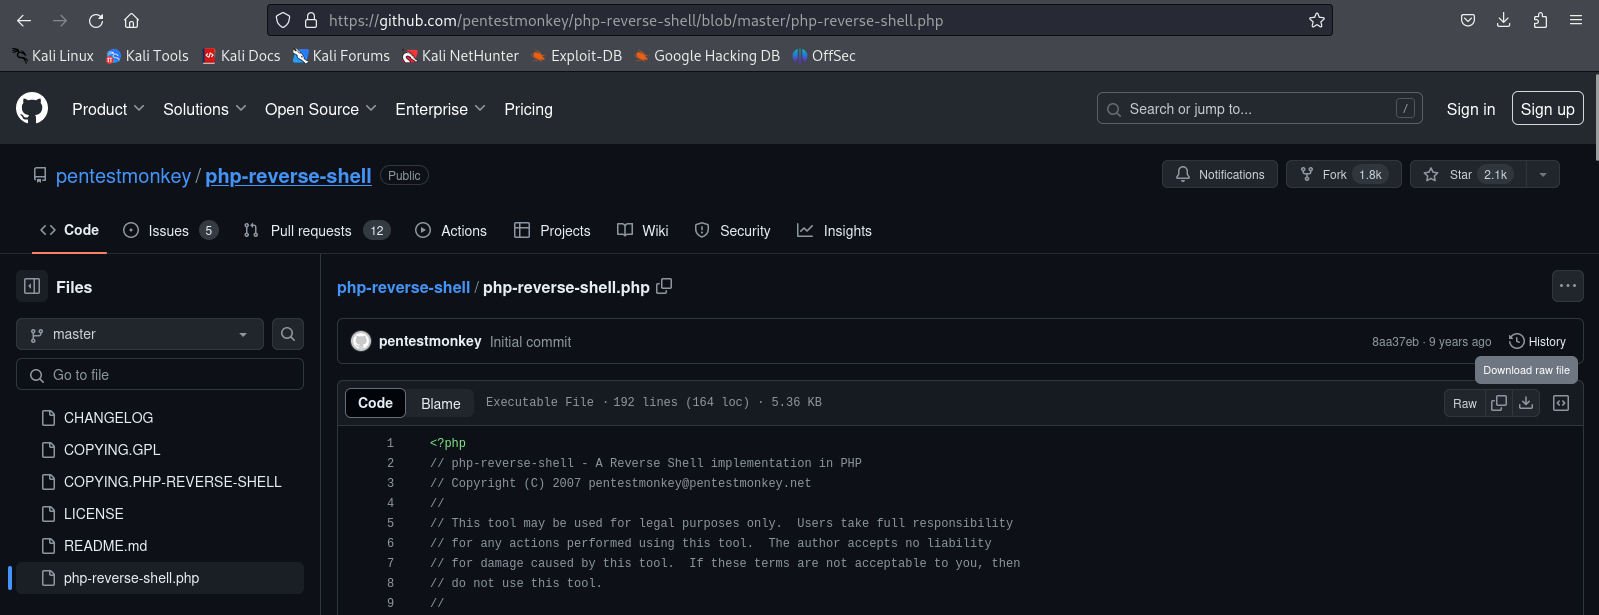 https://github.com/pentestmonkey/php-reverse-shell/blob/master/php-reverse-shell.php
Kali Linux Kali Tools Kali Docs Kali Forums Kali NetHunter Exploit-DB Google Hacking DB OffSec
Product Solutions Open Source Enterprise Pricing Search or jump to... / Sign in Sign up
pentestmonkey / php-reverse-shell Public Notifications Fork 1.8k Star 2.1k
Code Issues 5 Pull requests 12 Actions Projects Wiki Security Insights
Files
master
Go to file
CHANGELOG
COPYING.GPL
COPYING.PHP-REVERSE-SHELL
LICENSE
README.md
php-reverse-shell.php
php-reverse-shell / php-reverse-shell.php
pentestmonkey Initial commit 8aa37eb · 9 years ago History
Download raw file
Code Blame Executable File · 192 lines (164 loc) · 5.36 KB Raw
1 <?php
2 // php-reverse-shell - A Reverse Shell implementation in PHP
3 // Copyright (C) 2007 pentestmonkey@pentestmonkey.net
4 //
5 // This tool may be used for legal purposes only.  Users take full responsibility
6 // for any actions performed using this tool.  The author accepts no liability
7 // for damage caused by this tool.  If these terms are not acceptable to you, then
8 // do not use this tool.
9 //